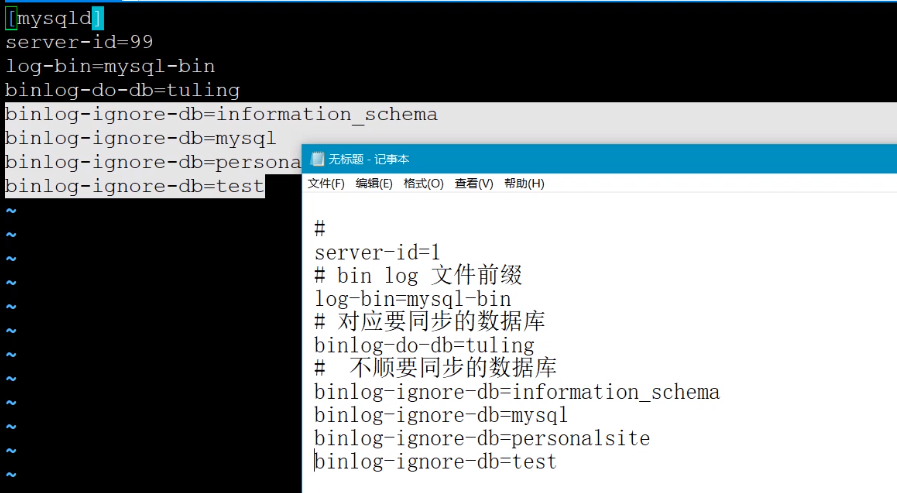 [mysqld]
server-id=99
log-bin=mysql-bin
binlog-do-db=tuling
binlog-ignore-db=information_schema
binlog-ignore-db=mysql
binlog-ignore-db=persona
binlog-ignore-db=test
~
~
~
~
~
~
~
~
~
~
~
~
无标题 - 记事本
文件(F) 编辑(E) 格式(O) 查看(V) 帮助(H)
#
server-id=1
# bin log 文件前缀
log-bin=mysql-bin
# 对应要同步的数据库
binlog-do-db=tuling
# 不顺要同步的数据库
binlog-ignore-db=information_schema
binlog-ignore-db=mysql
binlog-ignore-db=personalsite
binlog-ignore-db=test